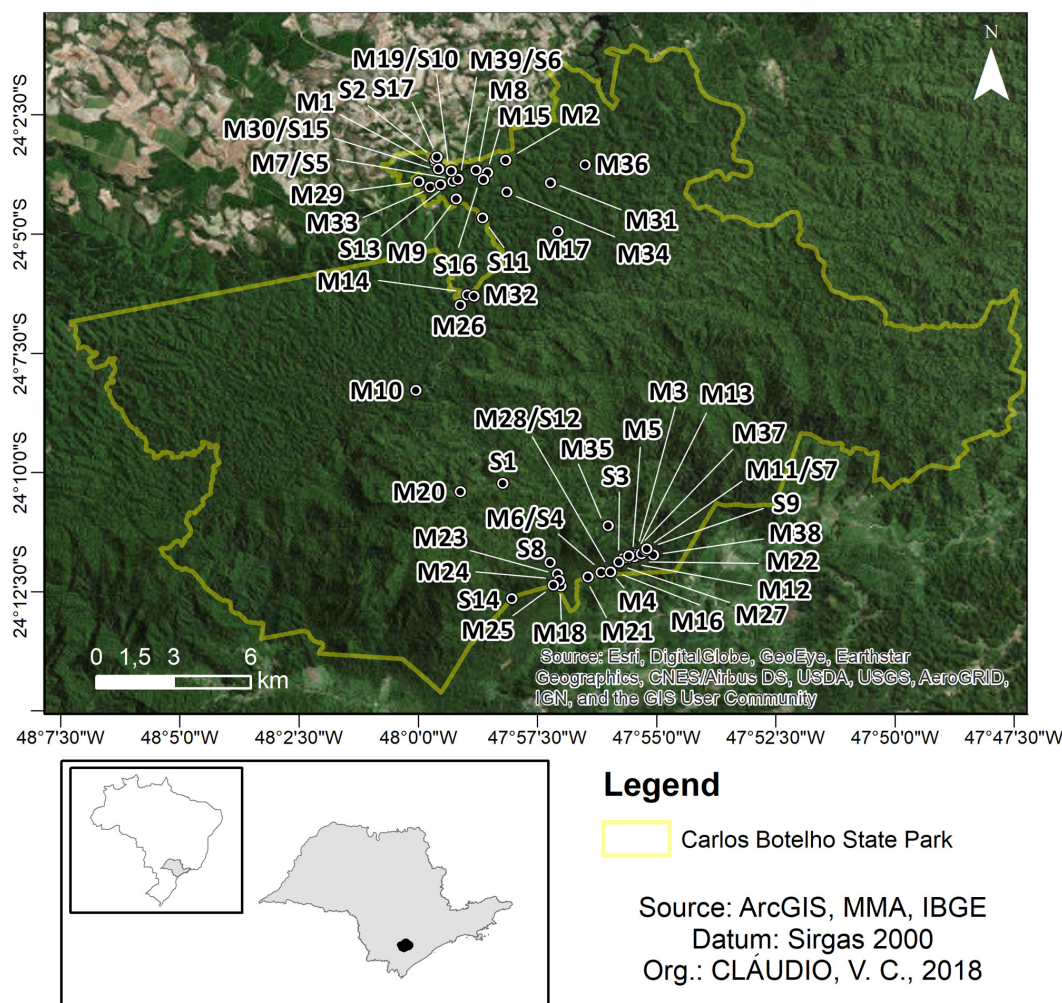 N
M19/S10
M39/S6
S17
M8
S2
M15
M1
M2
M30/S15
M7/S5
M36
M29
M33
M31
S13
M9
S16
S11
M17
M34
M14
M32
M26
M10
M3
M13
M28/S12
M5
M37
M35
S3
M11/S7
S1
S9
M20
M6/S4
M38
M23
S8
M22
M24
M12
S14
M4
M27
M25
M16
M18
M21
24°2'30"S
24°5'0"S
24°7'30"S
24°10'0"S
24°12'30"S
0 1,5 3 6
km
Source: Esri, DigitalGlobe, GeoEye, Earthstar
Geographics, CNES/Airbus DS, USDA, USGS, AeroGRID,
IGN, and the GIS User Community
48°7'30"W 48°5'0"W 48°2'30"W 48°0'0"W 47°57'30"W 47°55'0"W 47°52'30"W 47°50'0"W 47°47'30"W
Legend
Carlos Botelho State Park
Source: ArcGIS, MMA, IBGE
Datum: Sirgas 2000
Org.: CLÁUDIO, V. C., 2018